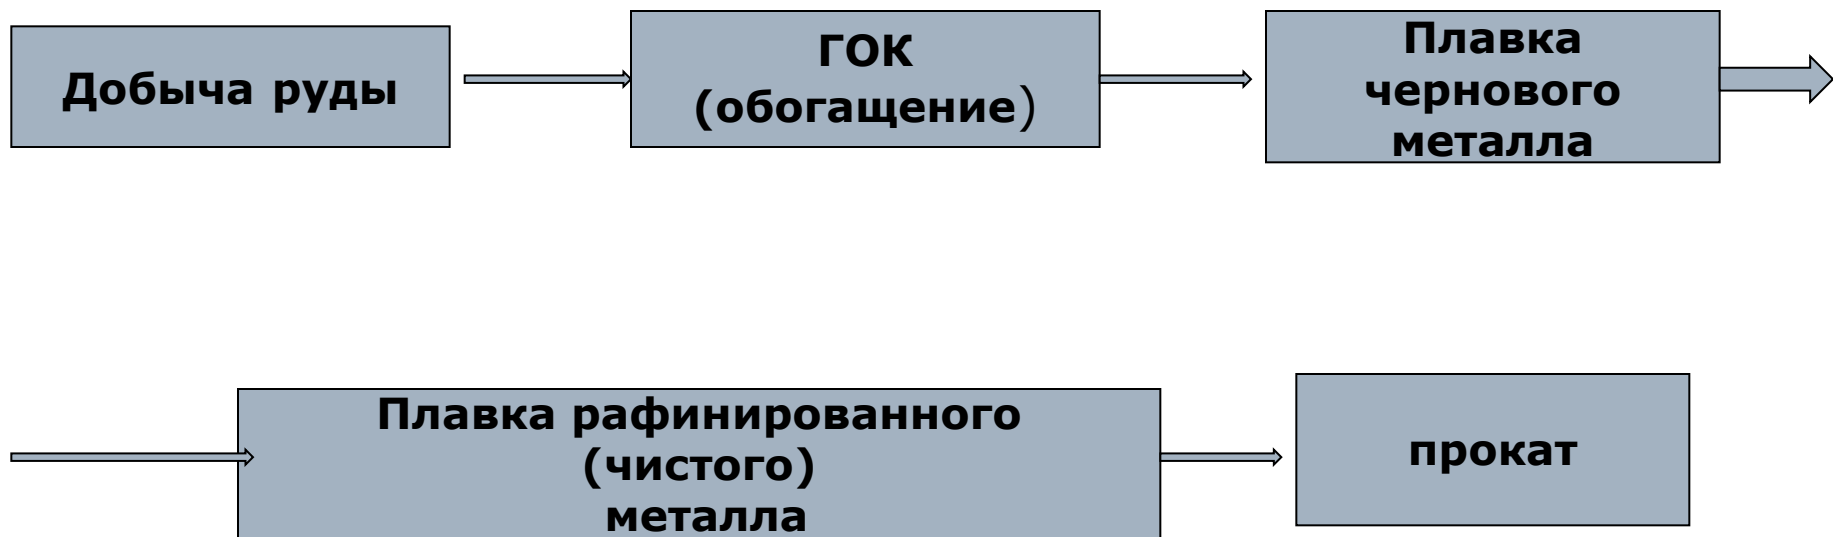 Добыча руды
ГОК
(обогащение)
Плавка
чернового
металла
Плавка рафинированного
(чистого)
металла
прокат